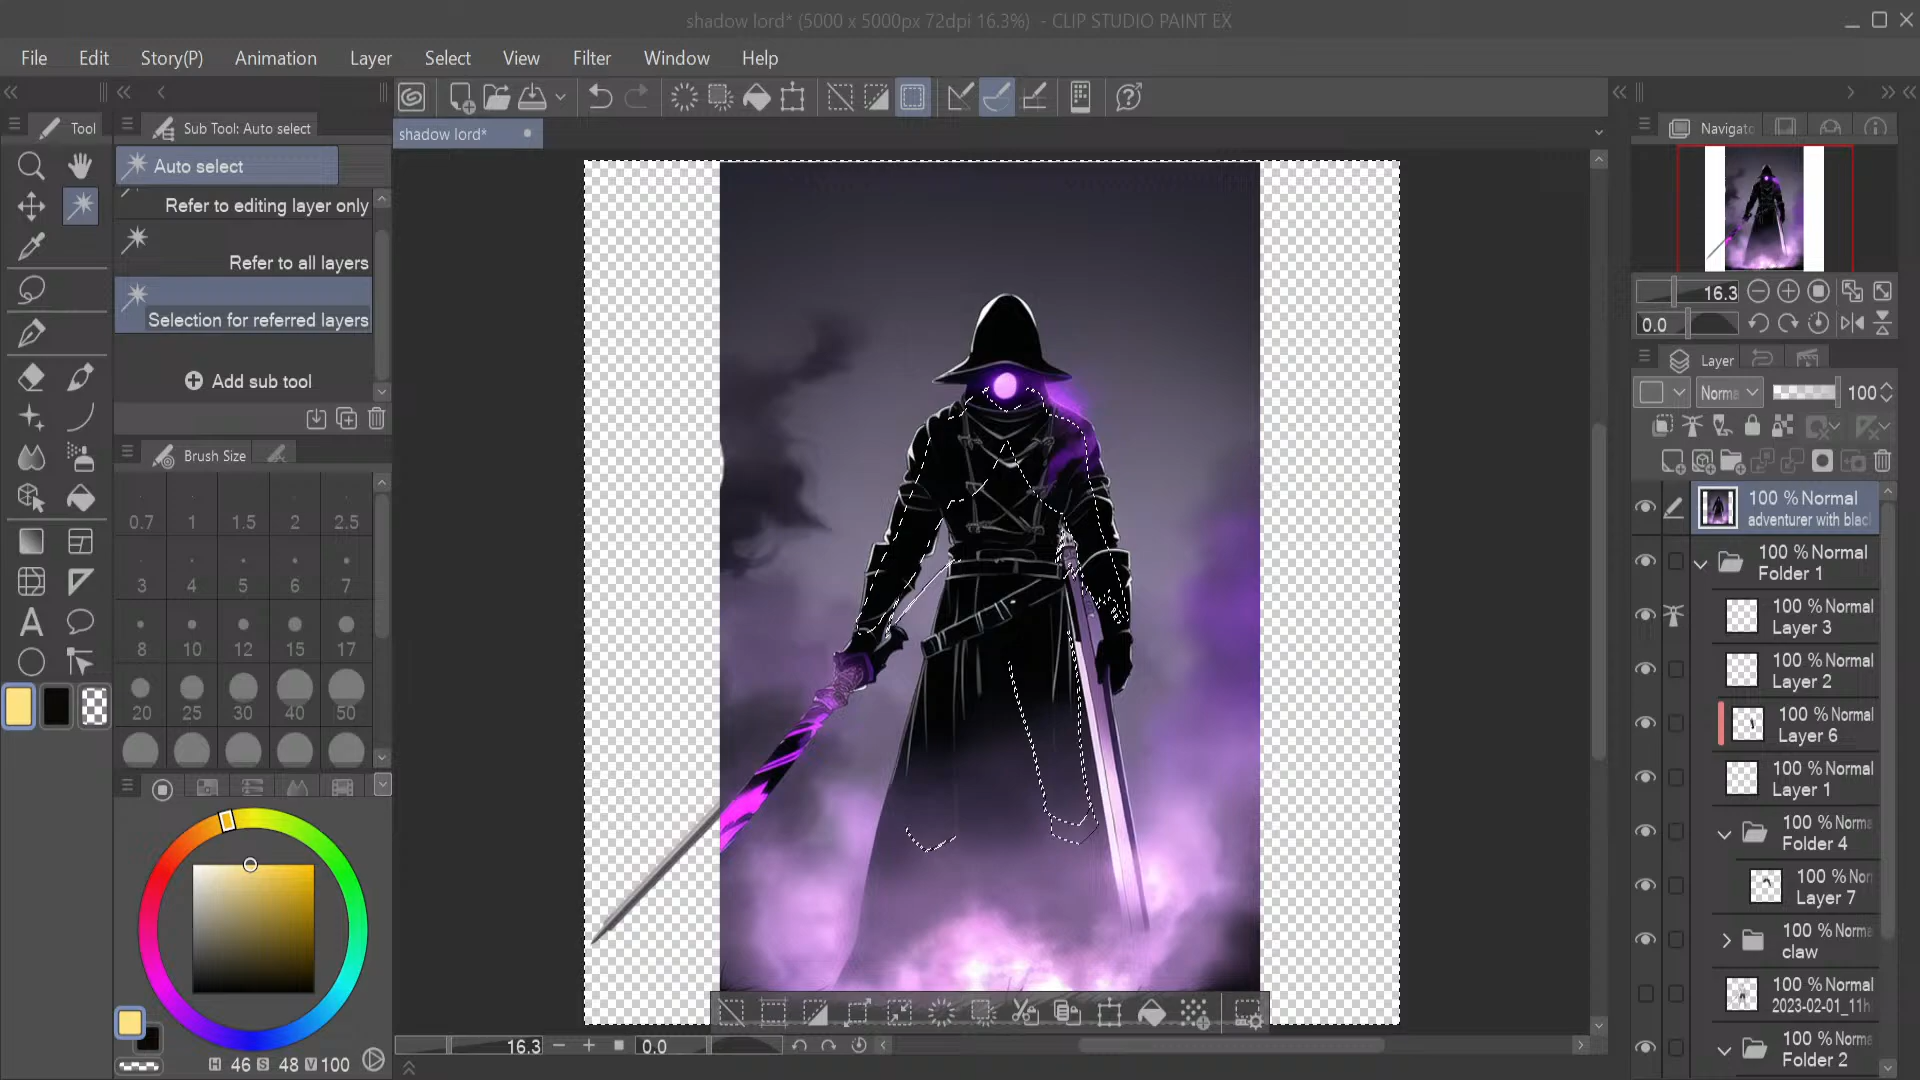 shadow lord* (5000 x 5000px 72dpi 16.3%) - CLIP STUDIO PAINT EX
File Edit Story(P) Animation Layer Select View Filter Window Help
Tool
Sub Tool: Auto select
shadow lord*
Auto select
Refer to editing layer only
Refer to all layers
Selection for referred layers
Add sub tool
Brush Size
0.7 1 1.5 2 2.5
3 4 5 6 7
8 10 12 15 17
20 25 30 40 50
A
H 46 S 48 V 100
16.3 0.0
Navigato
16.3
0.0
Layer
Norma 100
100 % Normal
adventurer with blac
100 % Normal
Folder 1
100 % Normal
Layer 3
100 % Normal
Layer 2
100 % Normal
Layer 6
100 % Normal
Layer 1
100 % Norma
Folder 4
100 % Nor
Layer 7
100 % Norma
claw
100 % Norma
2023-02-01_11h
100 % Norma
Folder 2